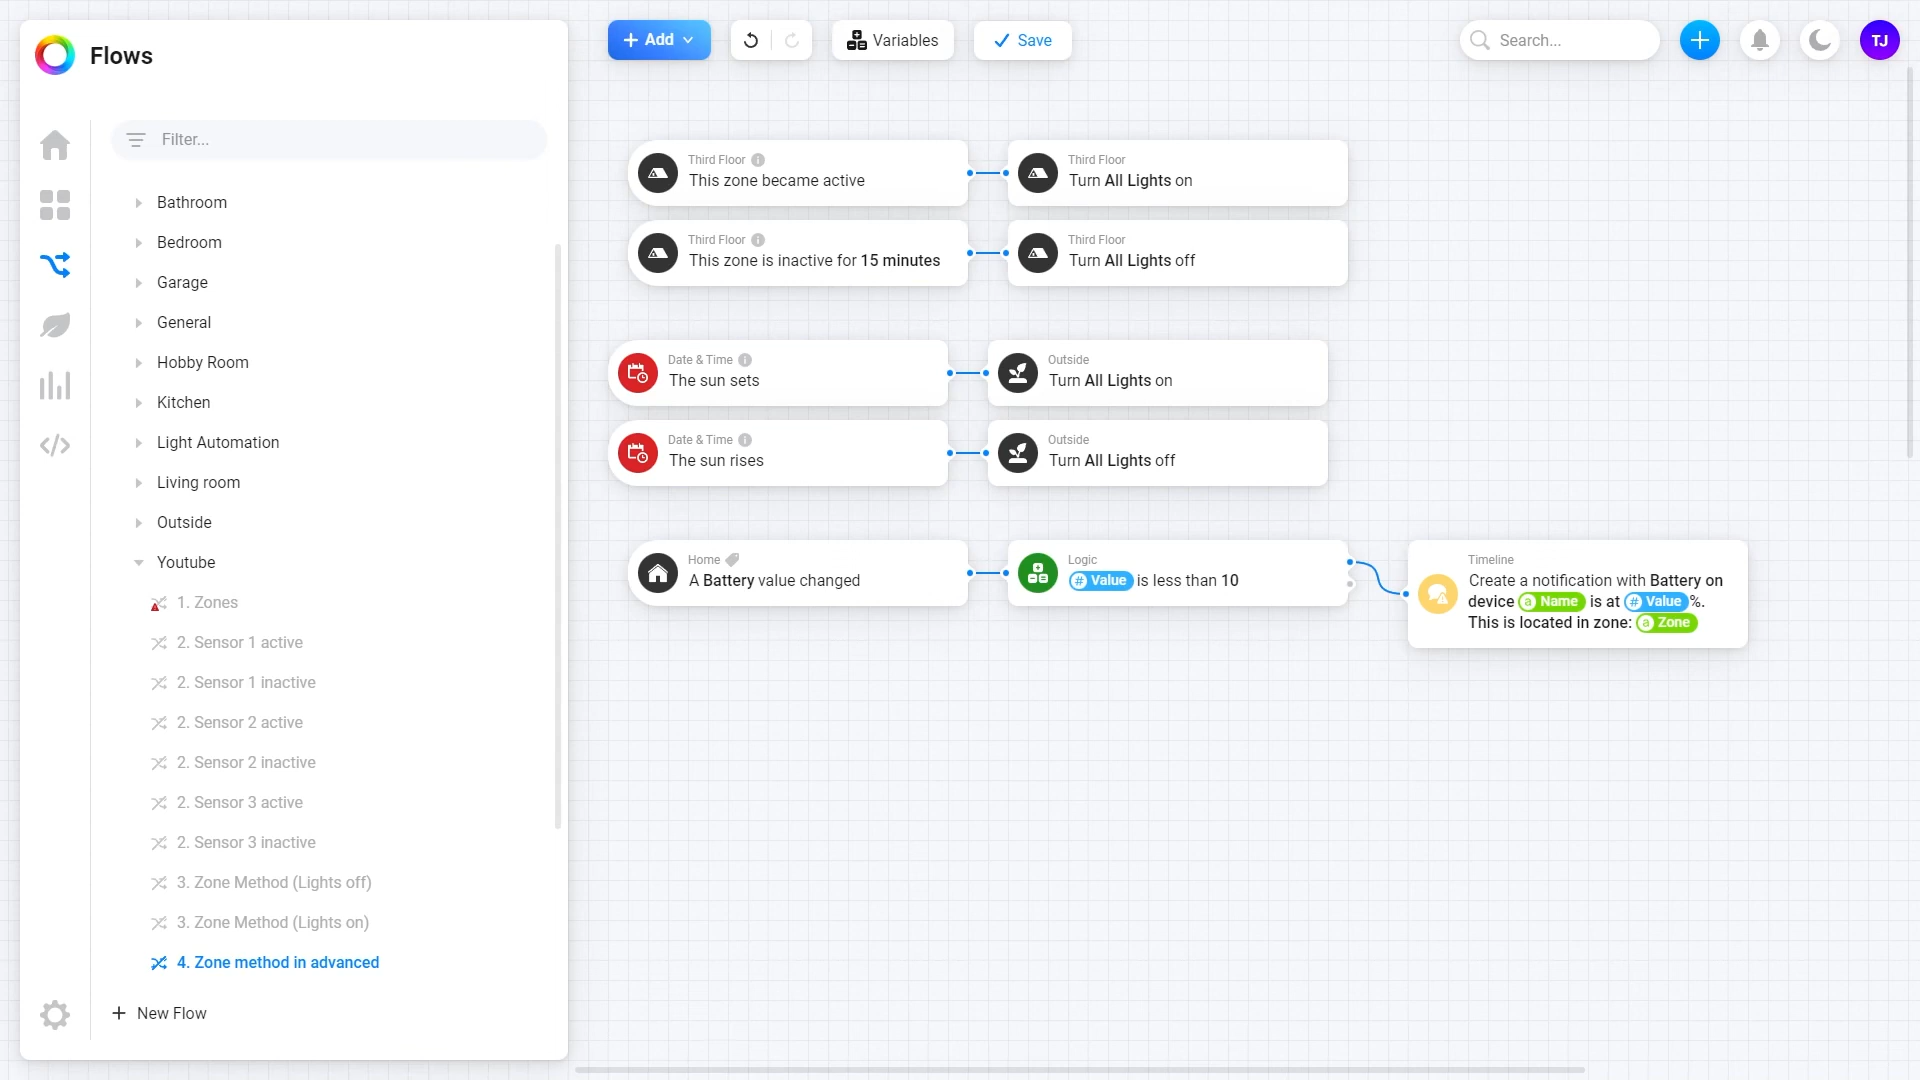 Flows
Add
Variables
Save
Search...
TJ
Filter...
Bathroom
Bedroom
Garage
General
Hobby Room
Kitchen
Light Automation
Living room
Outside
Youtube
1. Zones
2. Sensor 1 active
2. Sensor 1 inactive
2. Sensor 2 active
2. Sensor 2 inactive
2. Sensor 3 active
2. Sensor 3 inactive
3. Zone Method (Lights off)
3. Zone Method (Lights on)
4. Zone method in advanced
New Flow
Third Floor
This zone became active
Third Floor
Turn All Lights on
Third Floor
This zone is inactive for 15 minutes
Third Floor
Turn All Lights off
Date & Time
The sun sets
Outside
Turn All Lights on
Date & Time
The sun rises
Outside
Turn All Lights off
Home
A Battery value changed
Logic
# Value is less than 10
Timeline
Create a notification with Battery on
device a Name is at # Value %.
This is located in zone: a Zone